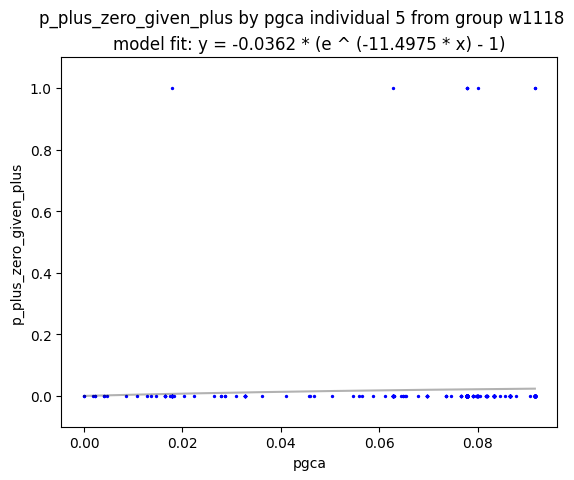 p_plus_zero_given_plus by pgca individual 5 from group w1118
model fit: y = -0.0362 * (e ^ (-11.4975 * x) - 1)
1.0
0.8
0.6
0.4
0.2
0.0
p_plus_zero_given_plus
0.00 0.02 0.04 0.06 0.08
pgca